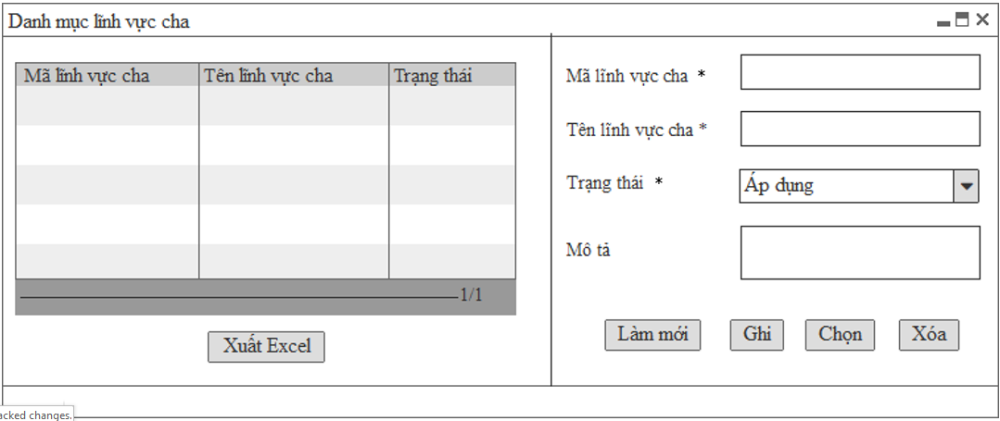 Danh mục lĩnh vực cha
Mã lĩnh vực cha Tên lĩnh vực cha Trạng thái
1/1
Xuất Excel
Mã lĩnh vực cha *
Tên lĩnh vực cha *
Trạng thái * Áp dụng
Mô tả
Làm mới Ghi Chọn Xóa
acked changes.